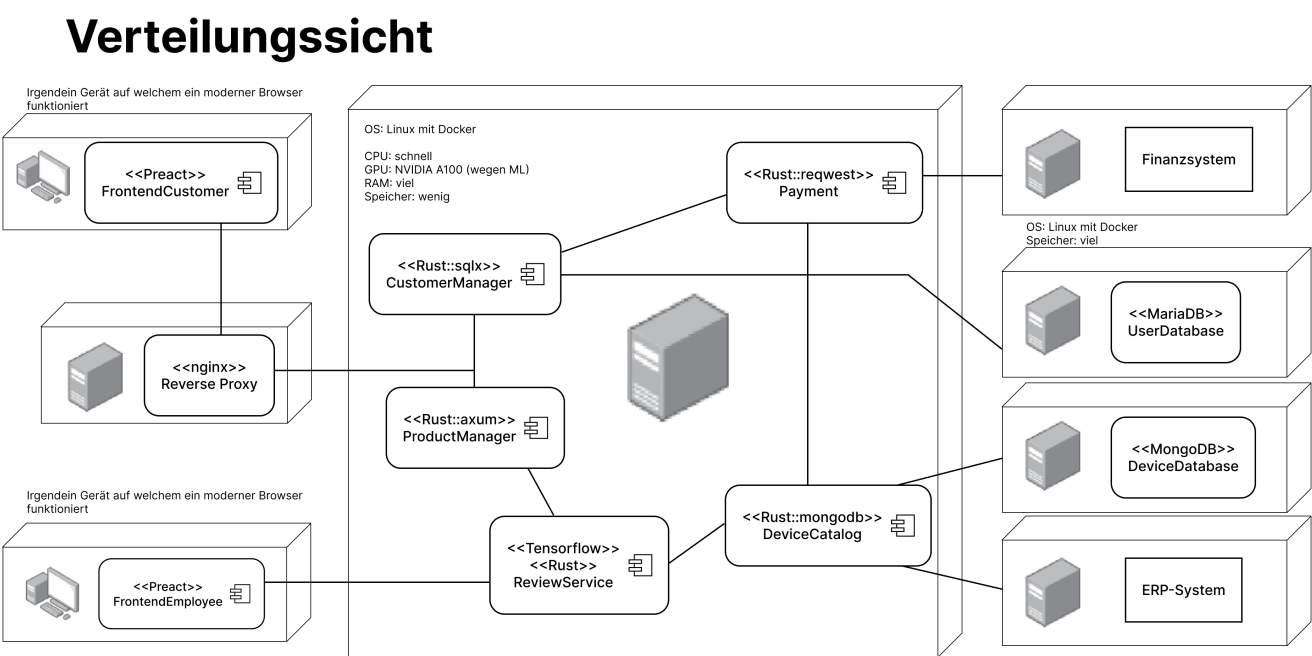 Verteilungssicht
Irgendein Gerät auf welchem ein moderner Browser
funktioniert
<<Preact>>
FrontendCustomer
<<nginx>>
Reverse Proxy
Irgendein Gerät auf welchem ein moderner Browser
funktioniert
<<Preact>>
FrontendEmployee
OS: Linux mit Docker
CPU: schnell
GPU: NVIDIA A100 (wegen ML)
RAM: viel
Speicher: wenig
<<Rust::reqwest>>
Payment
<<Rust::sqlx>>
CustomerManager
<<Rust::axum>>
ProductManager
<<Tensorflow>>
<<Rust>>
ReviewService
<<Rust::mongodb>>
DeviceCatalog
Finanzsystem
OS: Linux mit Docker
Speicher: viel
<<MariaDB>>
UserDatabase
<<MongoDB>>
DeviceDatabase
ERP-System